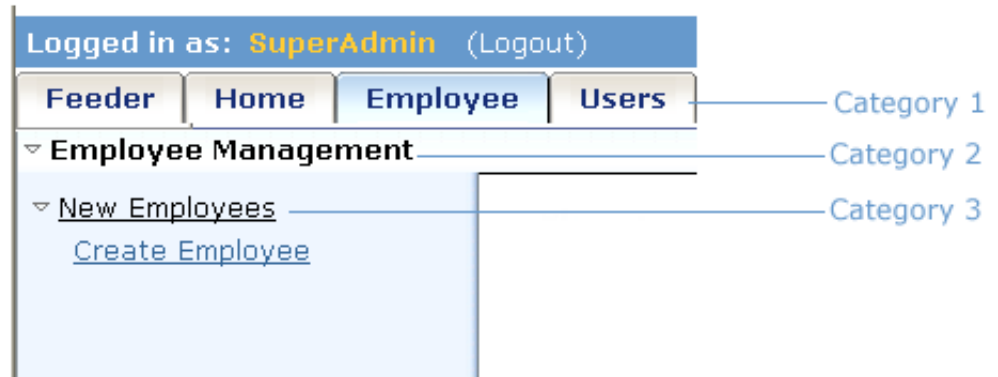 Logged in as: SuperAdmin (Logout)
Feeder Home Employee Users Category 1
Employee Management Category 2
New Employees Category 3
Create Employee